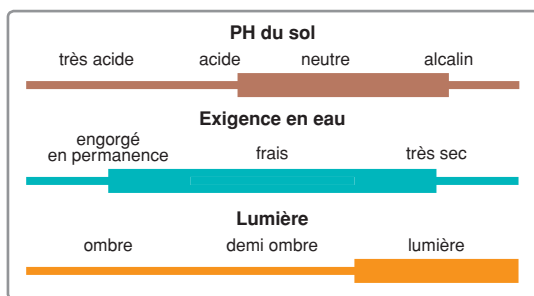 PH du sol
très acide acide neutre alcalin
Exigence en eau
engorgé
en permanence frais très sec
Lumière
ombre demi ombre lumière